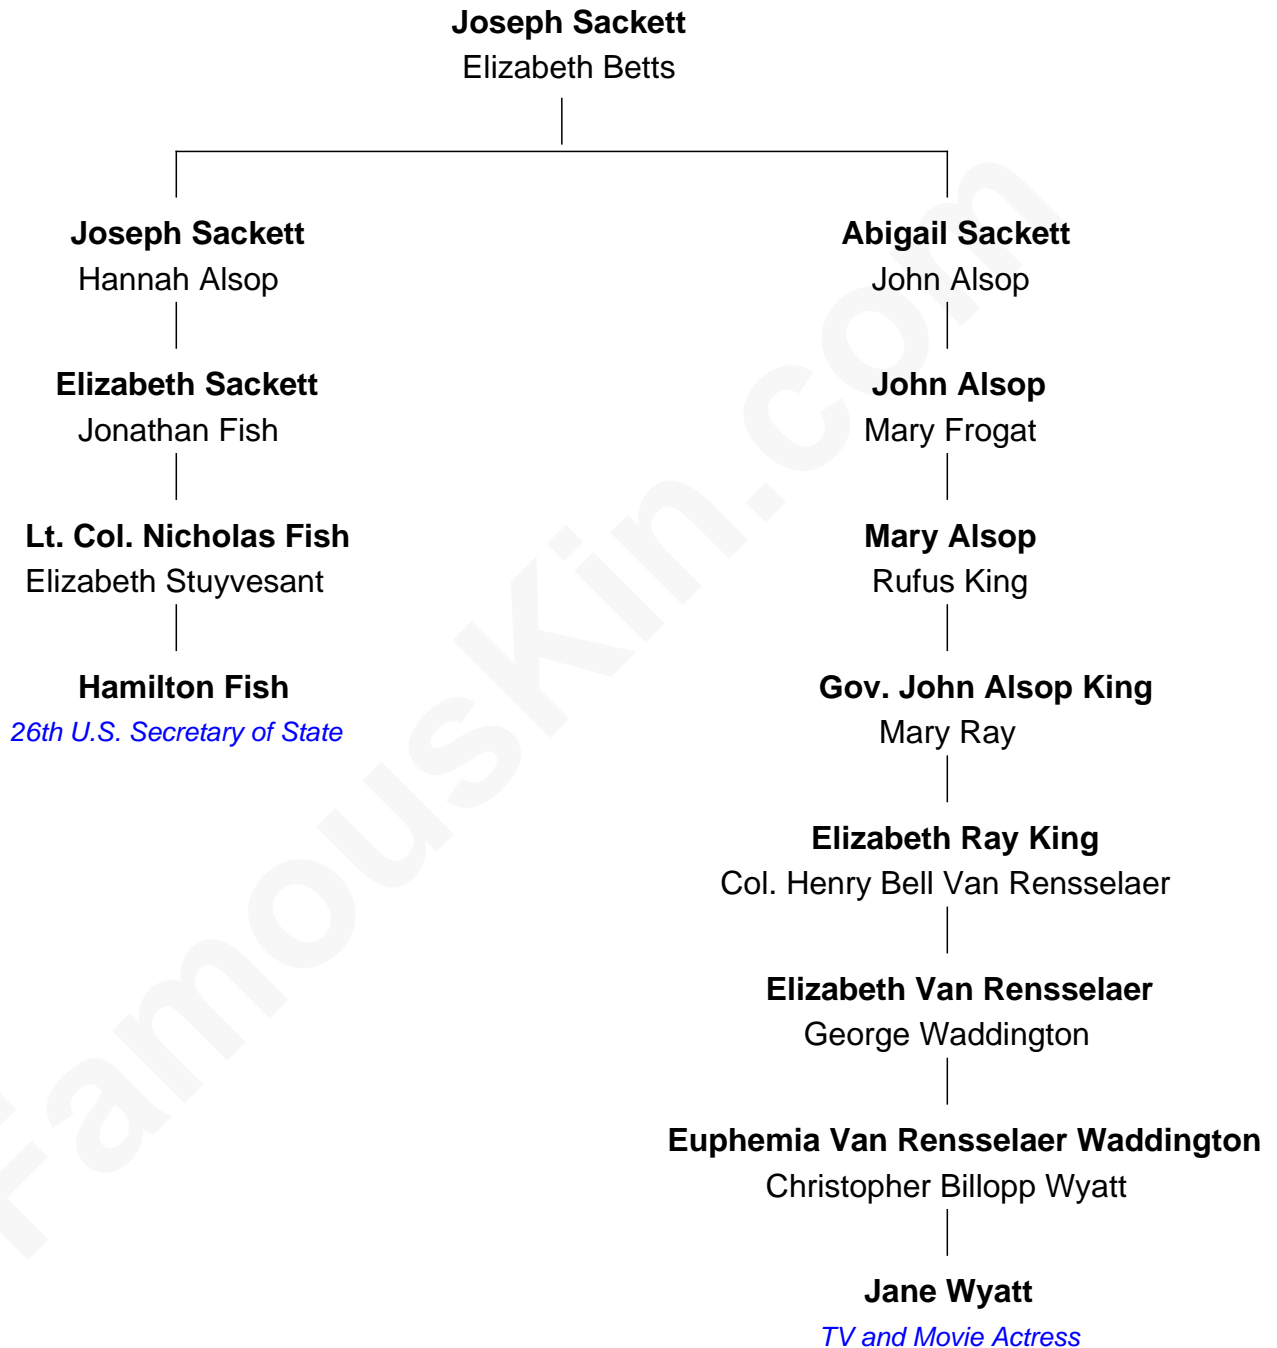 Joseph Sackett
Elizabeth Betts
Joseph Sackett
Hannah Alsop
Elizabeth Sackett
Jonathan Fish
Lt. Col. Nicholas Fish
Elizabeth Stuyvesant
Hamilton Fish
26th U.S. Secretary of State
Abigail Sackett
John Alsop
John Alsop
Mary Frogat
Mary Alsop
Rufus King
Gov. John Alsop King
Mary Ray
Elizabeth Ray King
Col. Henry Bell Van Rensselaer
Elizabeth Van Rensselaer
George Waddington
Euphemia Van Rensselaer Waddington
Christopher Billopp Wyatt
Jane Wyatt
TV and Movie Actress
FamousKin.com